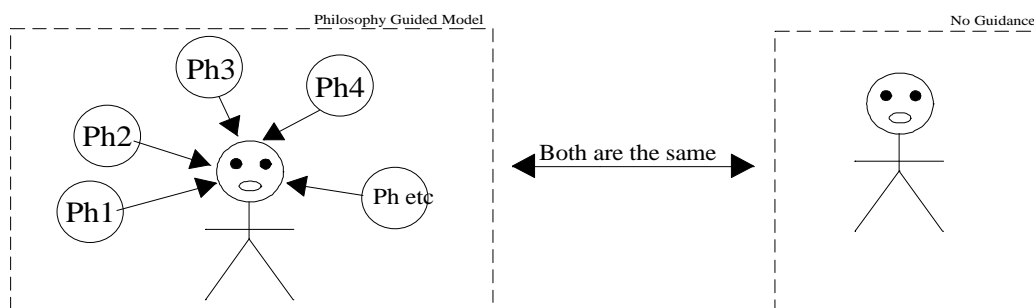 Philosophy Guided Model
No Guidance
Ph3
Ph4
Ph2
Both are the same
Ph1
Ph etc